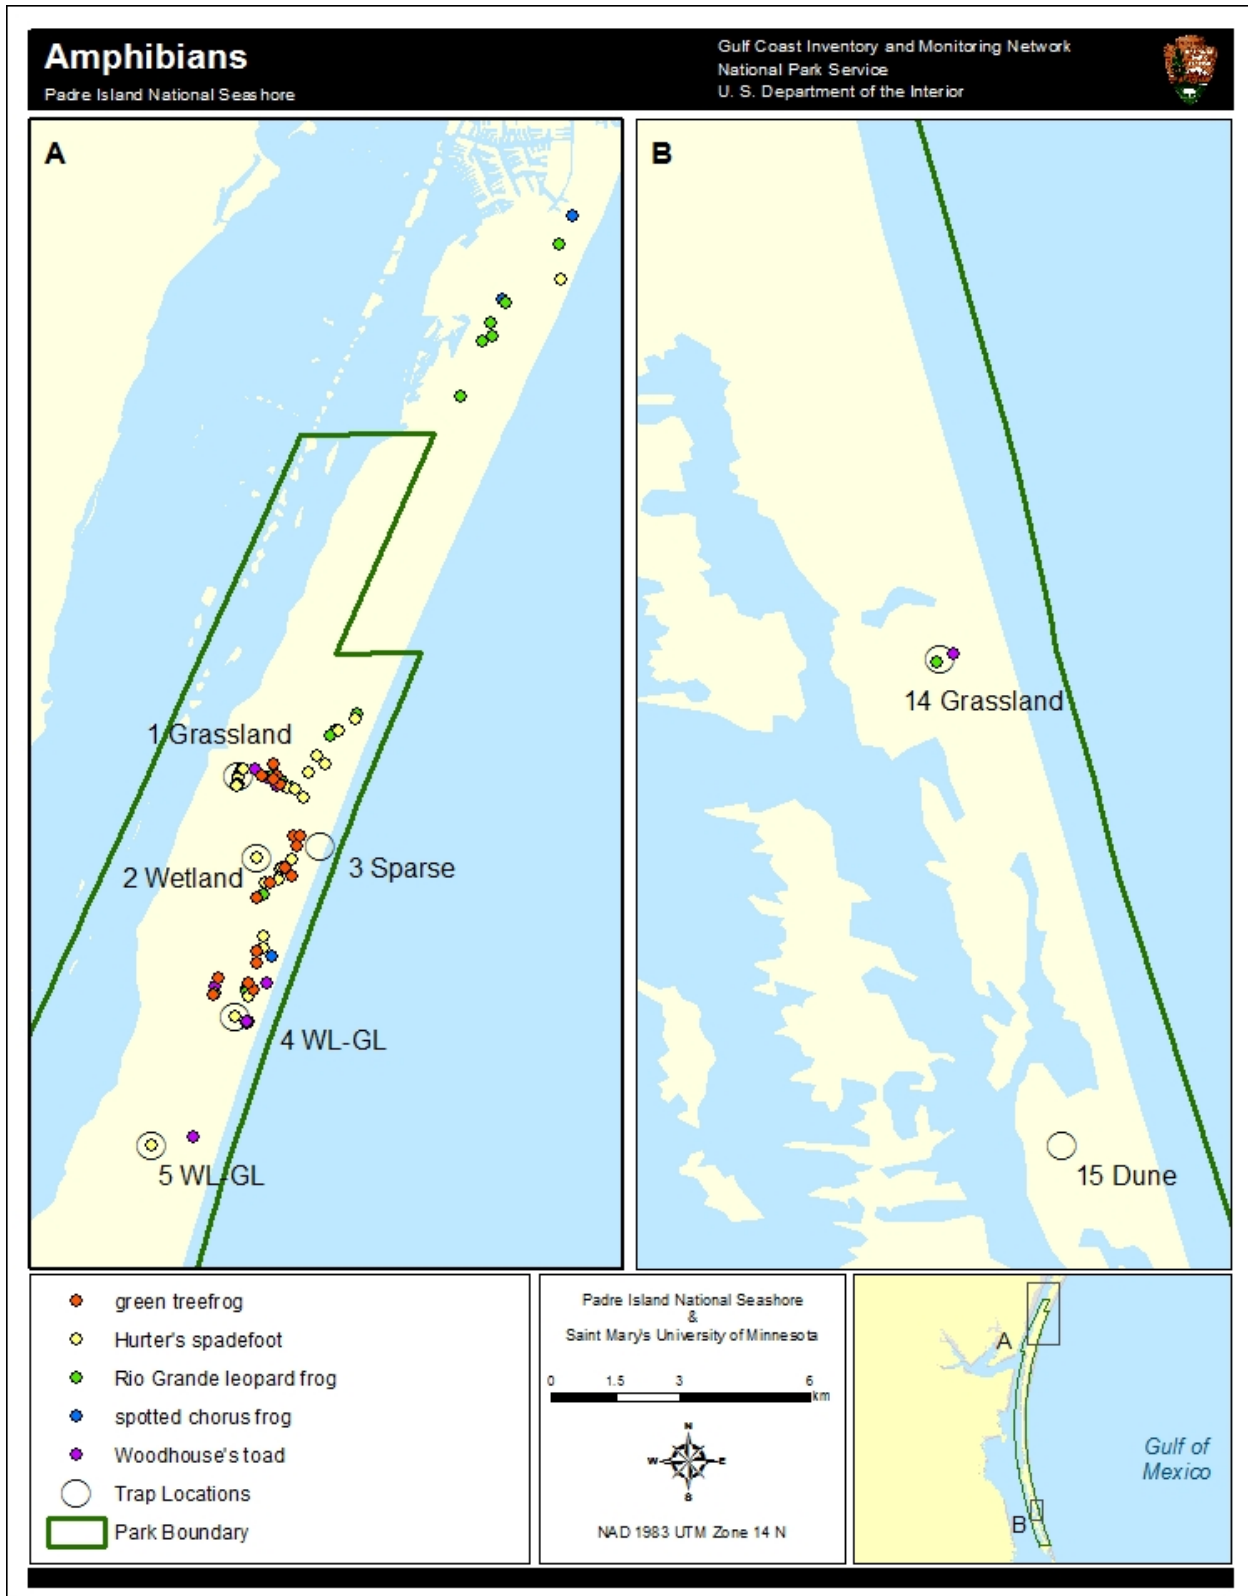 Amphibians
Padre Island National Seashore
Gulf Coast Inventory and Monitoring Network
National Park Service
U. S. Department of the Interior
A
1 Grassland
2 Wetland
3 Sparse
4 WL-GL
5 WL-GL
B
14 Grassland
15 Dune
green treefrog
Hurter's spadefoot
Rio Grande leopard frog
spotted chorus frog
Woodhouse's toad
Trap Locations
Park Boundary
Padre Island National Seashore
&
Saint Mary's University of Minnesota
0 1.5 3 6
km
N
W E
S
NAD 1983 UTM Zone 14 N
A
Gulf of
Mexico
B